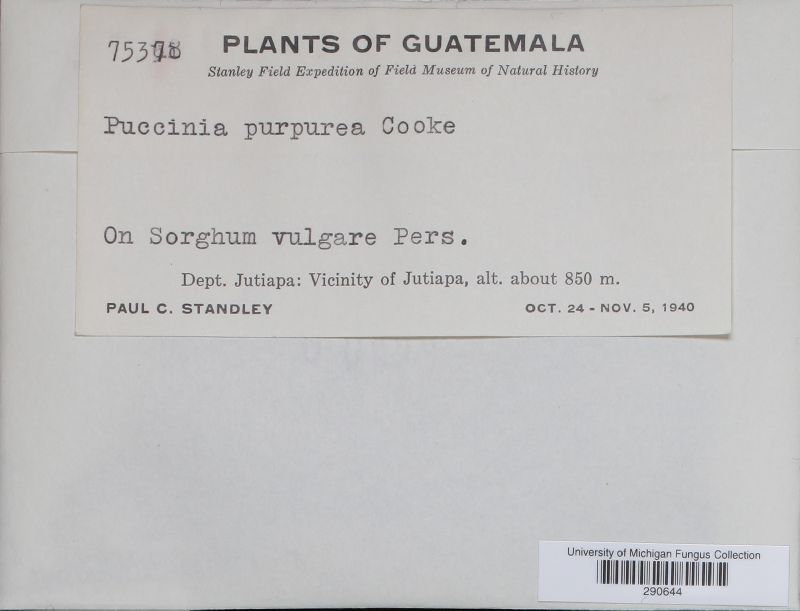 PLANTS OF GUATEMALA
Stanley Field Expedition of Field Museum of Natural History
Puccinia purpurea Cooke
On Sorghum vulgare Pers.
Dept. Jutiapa: Vicinity of Jutiapa, alt. about 850 m.
PAUL C. STANDLEY OCT. 24 - NOV. 5, 1940
University of Michigan Fungus Collection
290644